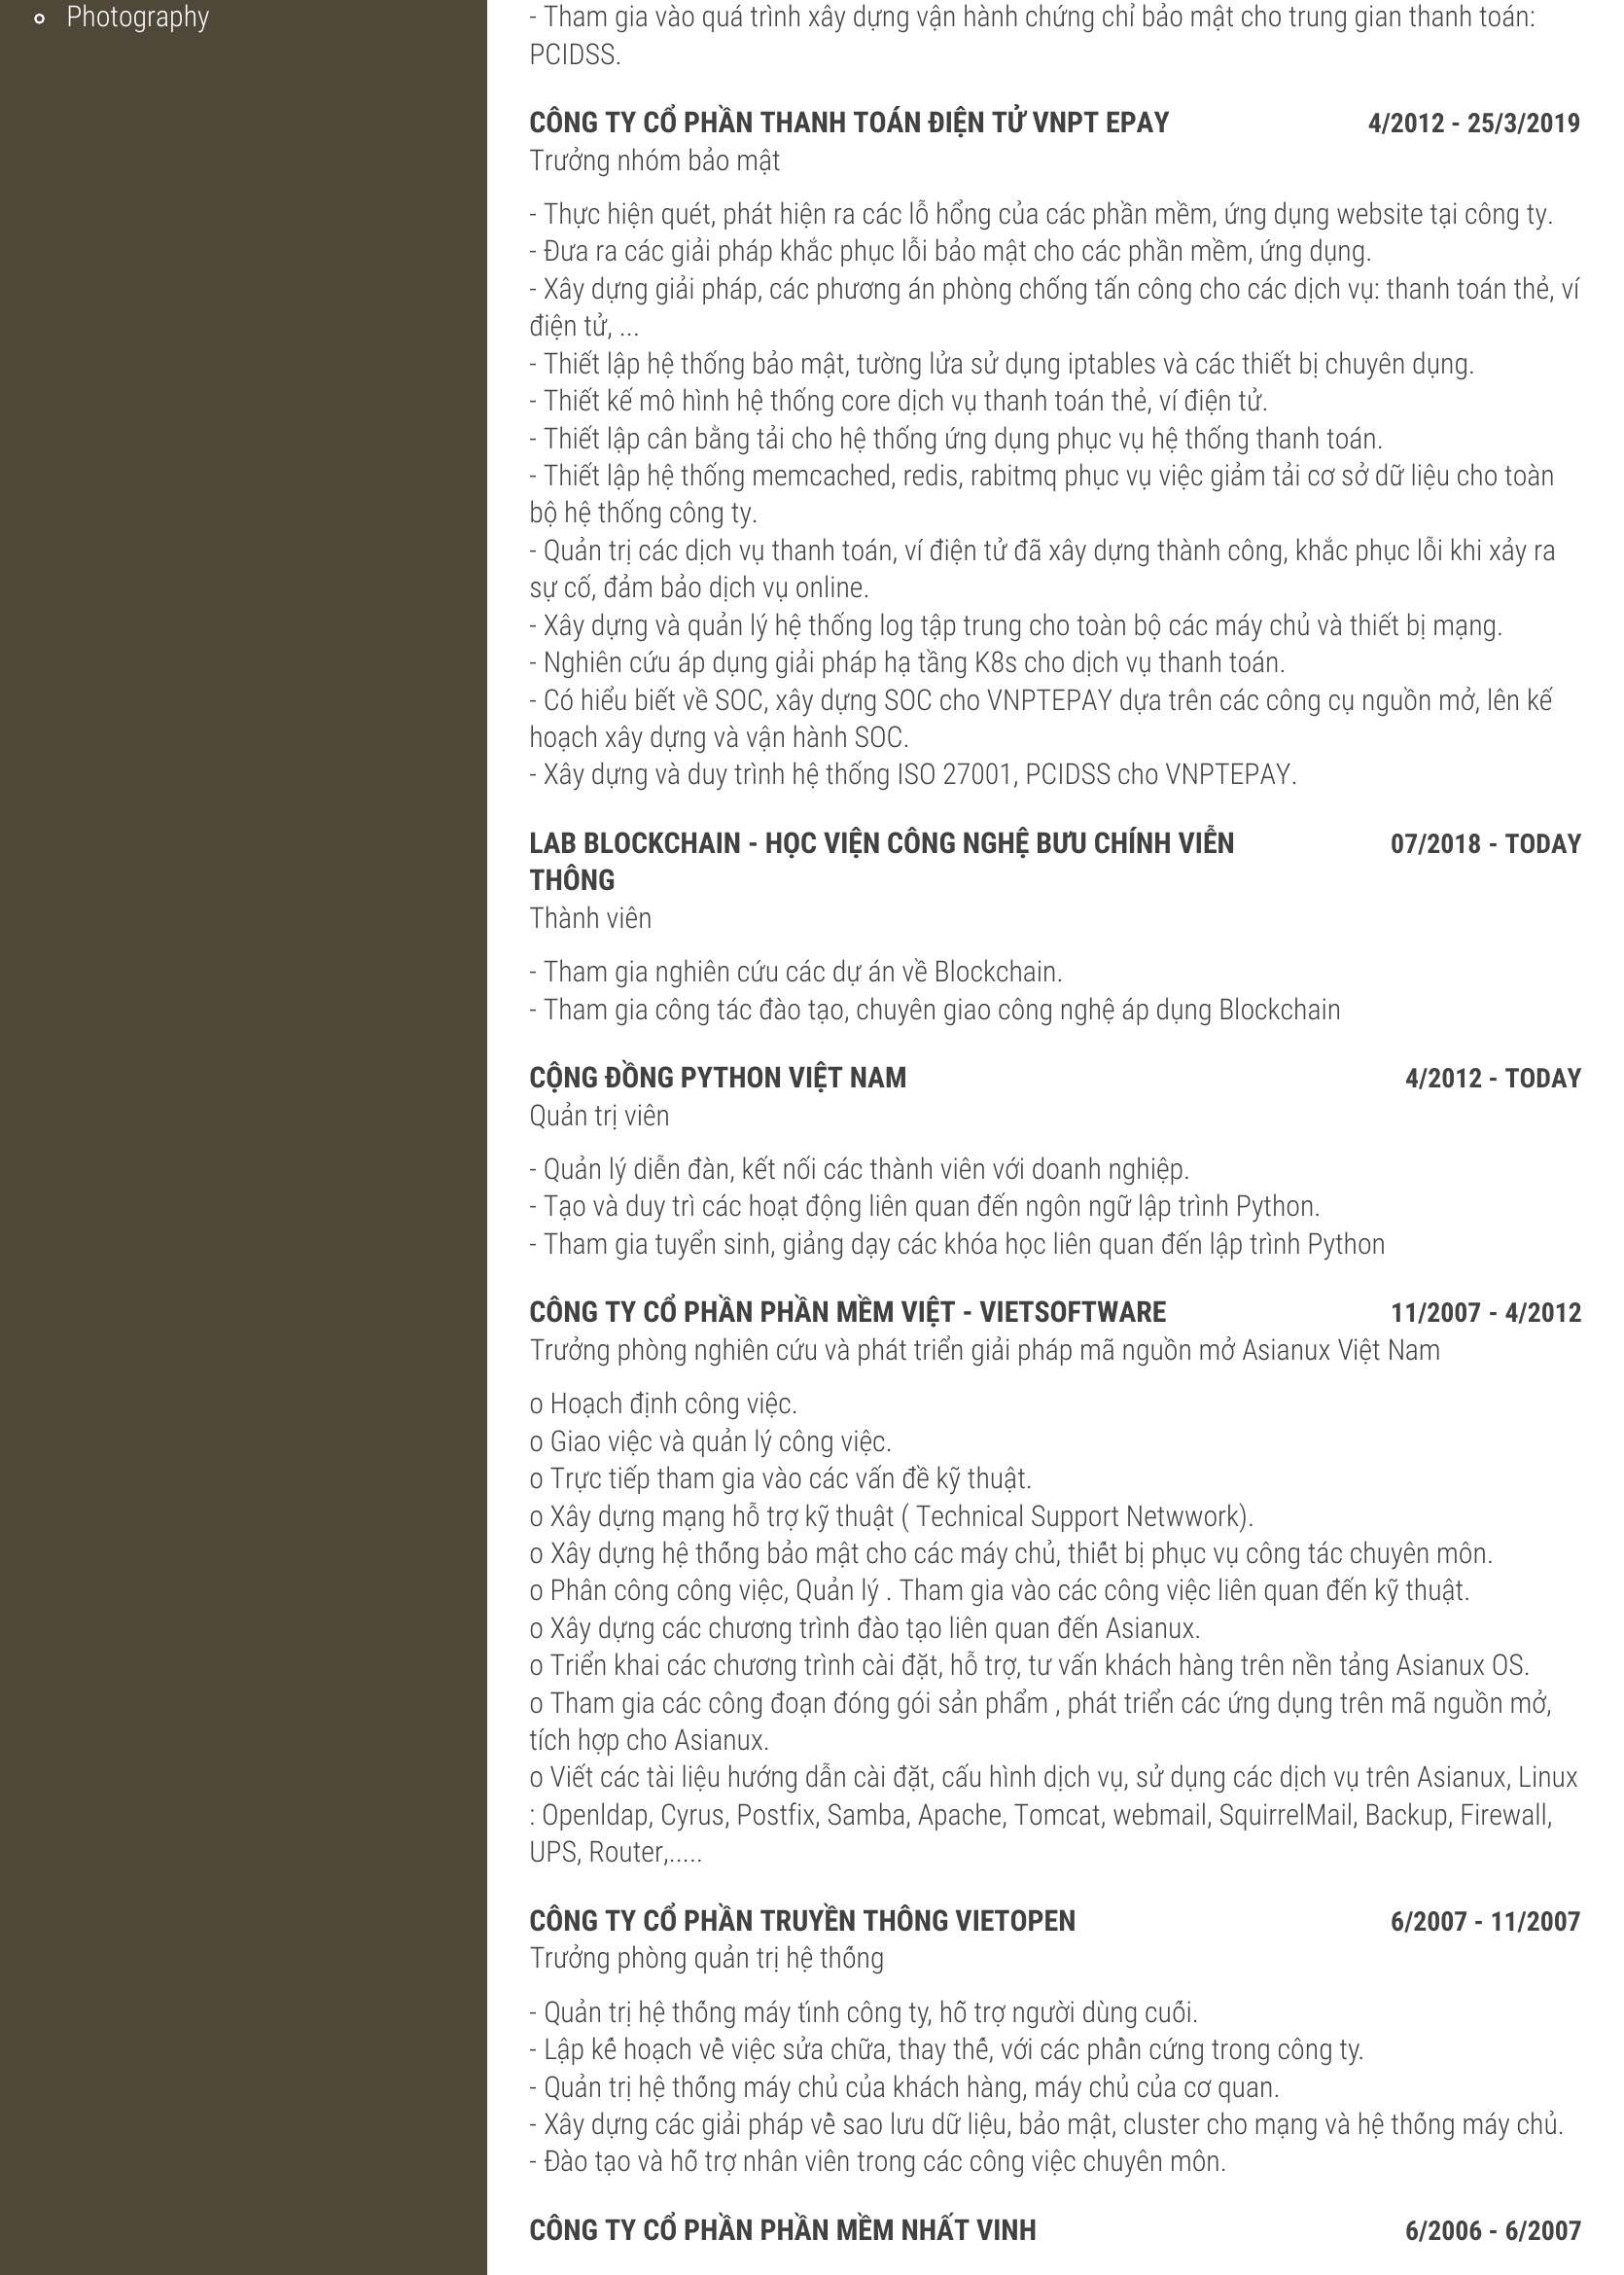 Photography
- Tham gia vào quá trình xây dựng vận hành chứng chỉ bảo mật cho trung gian thanh toán:
PCIDSS.
CÔNG TY CỔ PHẦN THANH TOÁN ĐIỆN TỬ VNPT EPAY 4/2012 - 25/3/2019
Trưởng nhóm bảo mật
- Thực hiện quét, phát hiện ra các lỗ hổng của các phần mềm, ứng dụng website tại công ty.
- Đưa ra các giải pháp khắc phục lỗi bảo mật cho các phần mềm, ứng dụng.
- Xây dựng giải pháp, các phương án phòng chống tấn công cho các dịch vụ: thanh toán thẻ, ví
điện tử, ...
- Thiết lập hệ thống bảo mật, tường lửa sử dụng iptables và các thiết bị chuyên dụng.
- Thiết kế mô hình hệ thống core dịch vụ thanh toán thẻ, ví điện tử.
- Thiết lập cân bằng tải cho hệ thống ứng dụng phục vụ hệ thống thanh toán.
- Thiết lập hệ thống memcached, redis, rabitmq phục vụ việc giảm tải cơ sở dữ liệu cho toàn
bộ hệ thống công ty.
- Quản trị các dịch vụ thanh toán, ví điện tử đã xây dựng thành công, khắc phục lỗi khi xảy ra
sự cố, đảm bảo dịch vụ online.
- Xây dựng và quản lý hệ thống log tập trung cho toàn bộ các máy chủ và thiết bị mạng.
- Nghiên cứu áp dụng giải pháp hạ tầng K8s cho dịch vụ thanh toán.
- Có hiểu biết về SOC, xây dựng SOC cho VNPTEPAY dựa trên các công cụ nguồn mở, lên kế
hoạch xây dựng và vận hành SOC.
- Xây dựng và duy trình hệ thống ISO 27001, PCIDSS cho VNPTEPAY.
LAB BLOCKCHAIN - HỌC VIỆN CÔNG NGHỆ BƯU CHÍNH VIỄN 07/2018 - TODAY
THÔNG
Thành viên
- Tham gia nghiên cứu các dự án về Blockchain.
- Tham gia công tác đào tạo, chuyên giao công nghệ áp dụng Blockchain
CỘNG ĐỒNG PYTHON VIỆT NAM 4/2012 - TODAY
Quản trị viên
- Quản lý diễn đàn, kết nối các thành viên với doanh nghiệp.
- Tạo và duy trì các hoạt động liên quan đến ngôn ngữ lập trình Python.
- Tham gia tuyển sinh, giảng dạy các khóa học liên quan đến lập trình Python
CÔNG TY CỔ PHẦN PHẦN MỀM VIỆT - VIETSOFTWARE 11/2007 - 4/2012
Trưởng phòng nghiên cứu và phát triển giải pháp mã nguồn mở Asianux Việt Nam
o Hoạch định công việc.
o Giao việc và quản lý công việc.
o Trực tiếp tham gia vào các vấn đề kỹ thuật.
o Xây dựng mạng hỗ trợ kỹ thuật ( Technical Support Netwwork).
o Xây dựng hệ thống bảo mật cho các máy chủ, thiết bị phục vụ công tác chuyên môn.
o Phân công công việc, Quản lý . Tham gia vào các công việc liên quan đến kỹ thuật.
o Xây dựng các chương trình đào tạo liên quan đến Asianux.
o Triển khai các chương trình cài đặt, hỗ trợ, tư vấn khách hàng trên nền tảng Asianux OS.
o Tham gia các công đoạn đóng gói sản phẩm , phát triển các ứng dụng trên mã nguồn mở,
tích hợp cho Asianux.
o Viết các tài liệu hướng dẫn cài đặt, cấu hình dịch vụ, sử dụng các dịch vụ trên Asianux, Linux
: Openldap, Cyrus, Postfix, Samba, Apache, Tomcat, webmail, SquirrelMail, Backup, Firewall,
UPS, Router,.....
CÔNG TY CỔ PHẦN TRUYỀN THÔNG VIETOPEN 6/2007 - 11/2007
Trưởng phòng quản trị hệ thống
- Quản trị hệ thống máy tính công ty, hỗ trợ người dùng cuối.
- Lập kế hoạch về việc sửa chữa, thay thế, với các phần cứng trong công ty.
- Quản trị hệ thống máy chủ của khách hàng, máy chủ của cơ quan.
- Xây dựng các giải pháp về sao lưu dữ liệu, bảo mật, cluster cho mạng và hệ thống máy chủ.
- Đào tạo và hỗ trợ nhân viên trong các công việc chuyên môn.
CÔNG TY CỔ PHẦN PHẦN MỀM NHẤT VINH 6/2006 - 6/2007